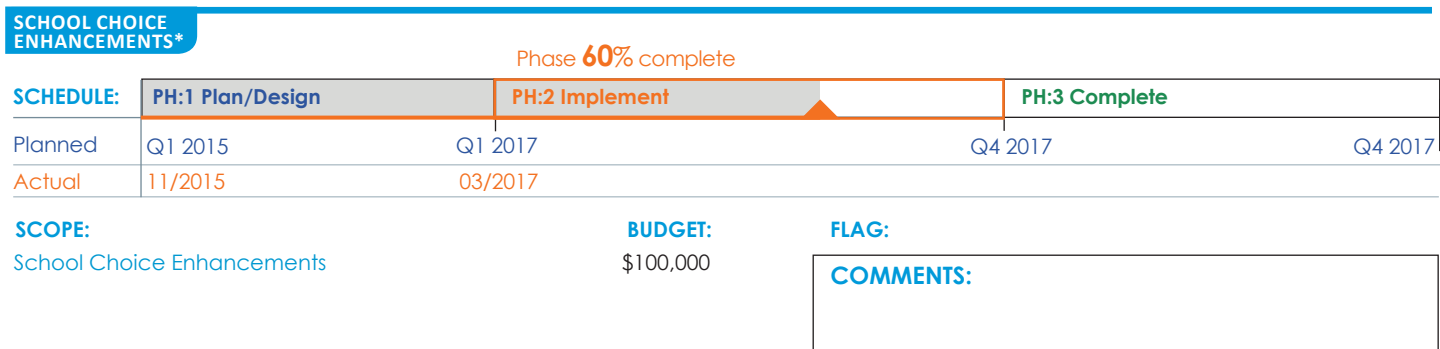 SCHOOL CHOICE
ENHANCEMENTS*
Phase 60% complete
SCHEDULE: PH:1 Plan/Design PH:2 Implement PH:3 Complete
Planned Q1 2015 Q1 2017 Q4 2017 Q4 2017
Actual 11/2015 03/2017
SCOPE: BUDGET: FLAG:
School Choice Enhancements $100,000
COMMENTS: